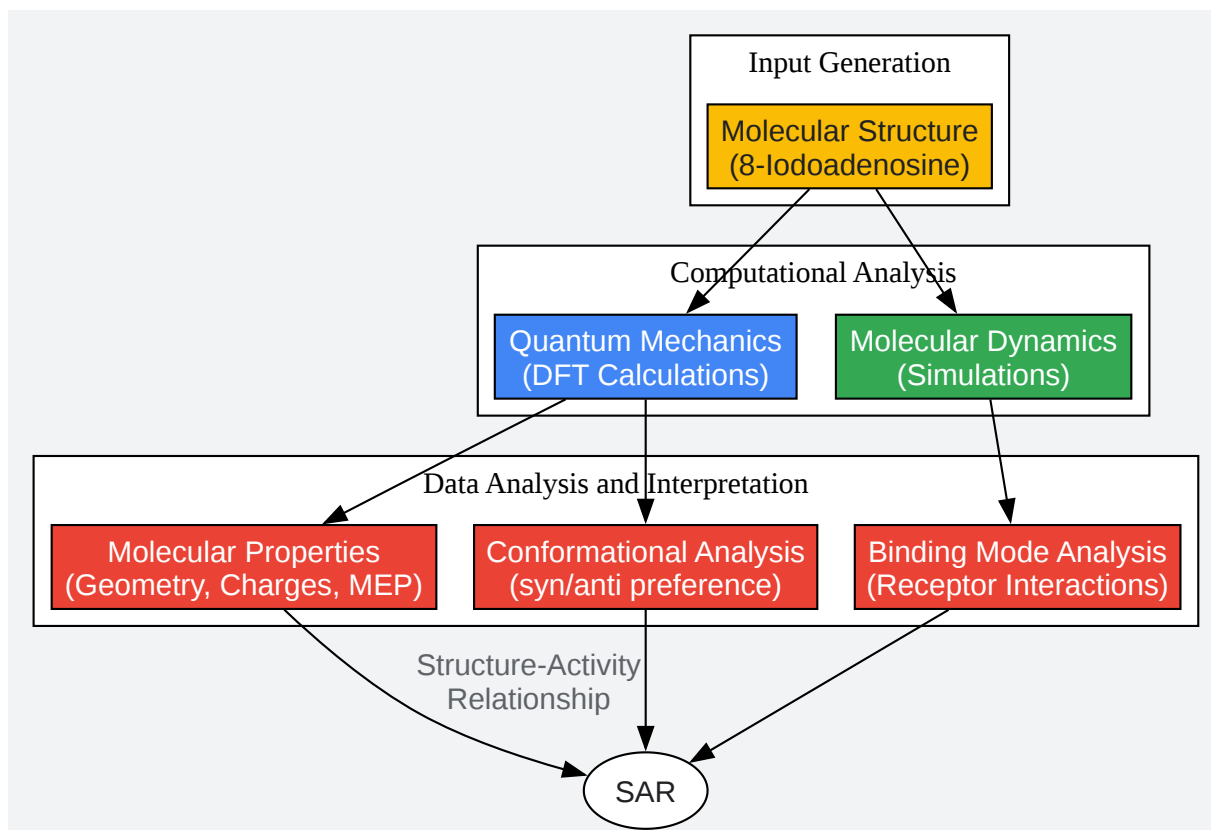 Input Generation
Molecular Structure
(8-Iodoadenosine)
Computational Analysis
Quantum Mechanics
(DFT Calculations)
Molecular Dynamics
(Simulations)
Data Analysis and Interpretation
Molecular Properties
(Geometry, Charges, MEP)
Conformational Analysis
(syn/anti preference)
Binding Mode Analysis
(Receptor Interactions)
Structure-Activity
Relationship
SAR